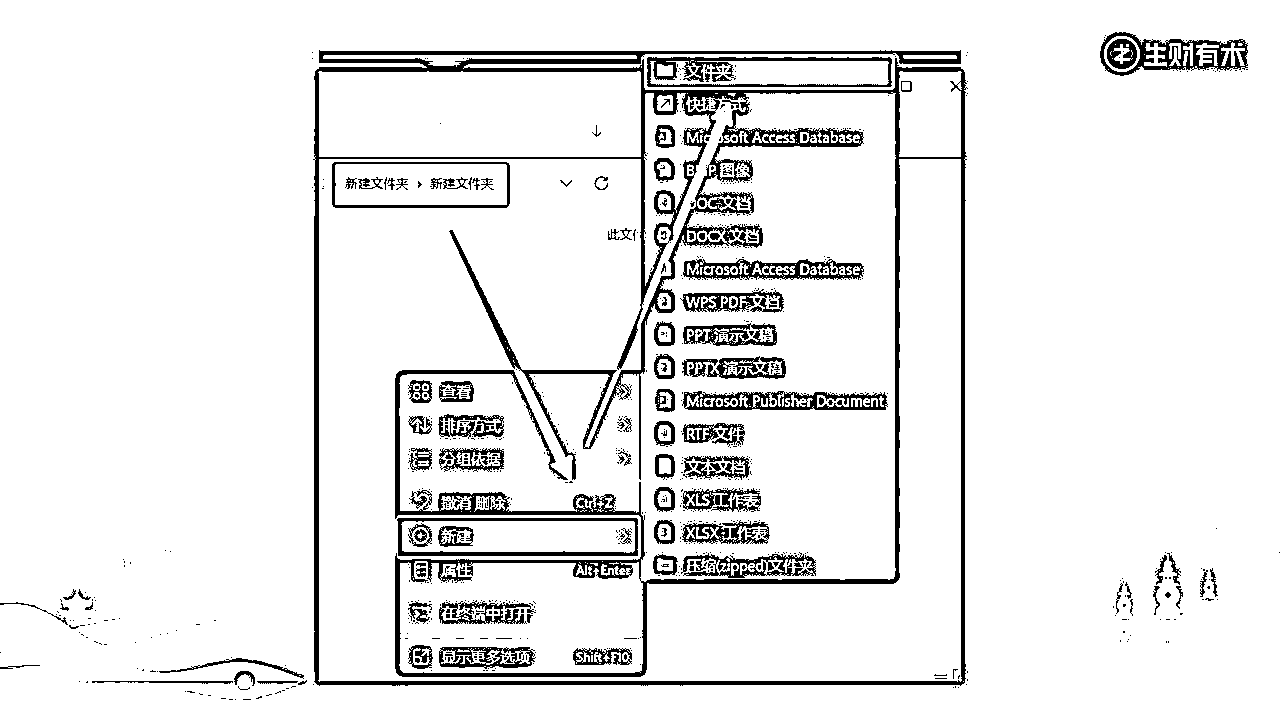 生财有术
文件夹
快捷方式
Microsoft Access Database
BMP 图像
新建文件夹 › 新建文件夹
DOC 文档
此文件
DOCX 文档
Microsoft Access Database
WPS PDF 文档
PPT 演示文稿
PPTX 演示文稿
Microsoft Publisher Document
RTF 文件
文本文档
XLS 工作表
XLSX 工作表
压缩(zipped)文件夹
查看
排序方式
分组依据
撤消 删除 Ctrl+Z
新建
属性 Alt+Enter
在终端中打开
显示更多选项 Shift+F10